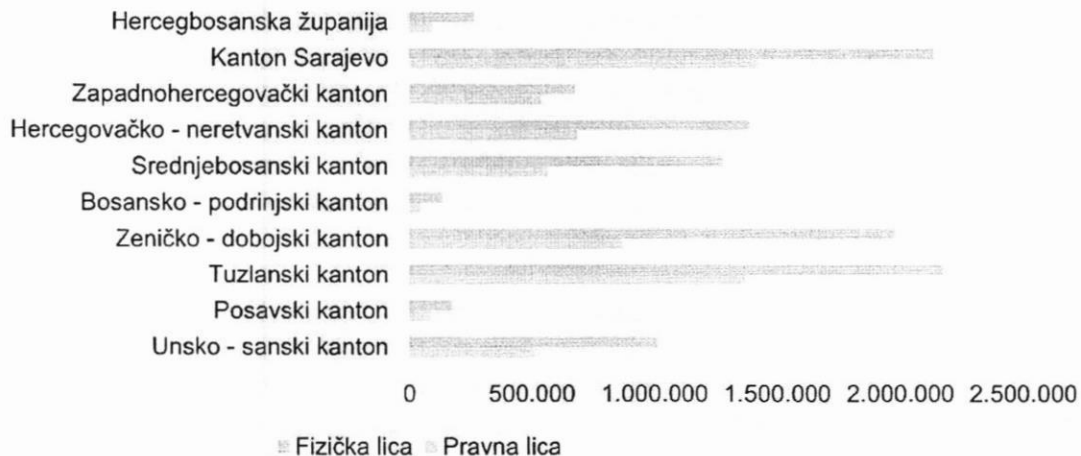 Hercegbosanska županija
Kanton Sarajevo
Zapadnohercegovački kanton
Hercegovačko - neretvanski kanton
Srednjebosanski kanton
Bosansko - podrinjski kanton
Zeničko - dobojski kanton
Tuzlanski kanton
Posavski kanton
Unsko - sanski kanton
0 500.000 1.000.000 1.500.000 2.000.000 2.500.000
Fizička lica Pravna lica